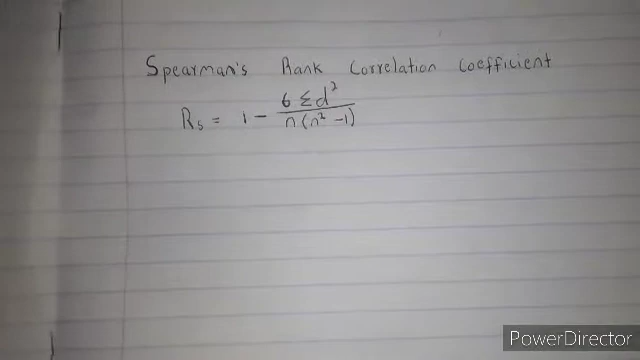 Spearman's Rank Correlation Coefficient
Rs = 1 - 6 Σd² / n(n² - 1)
PowerDirector